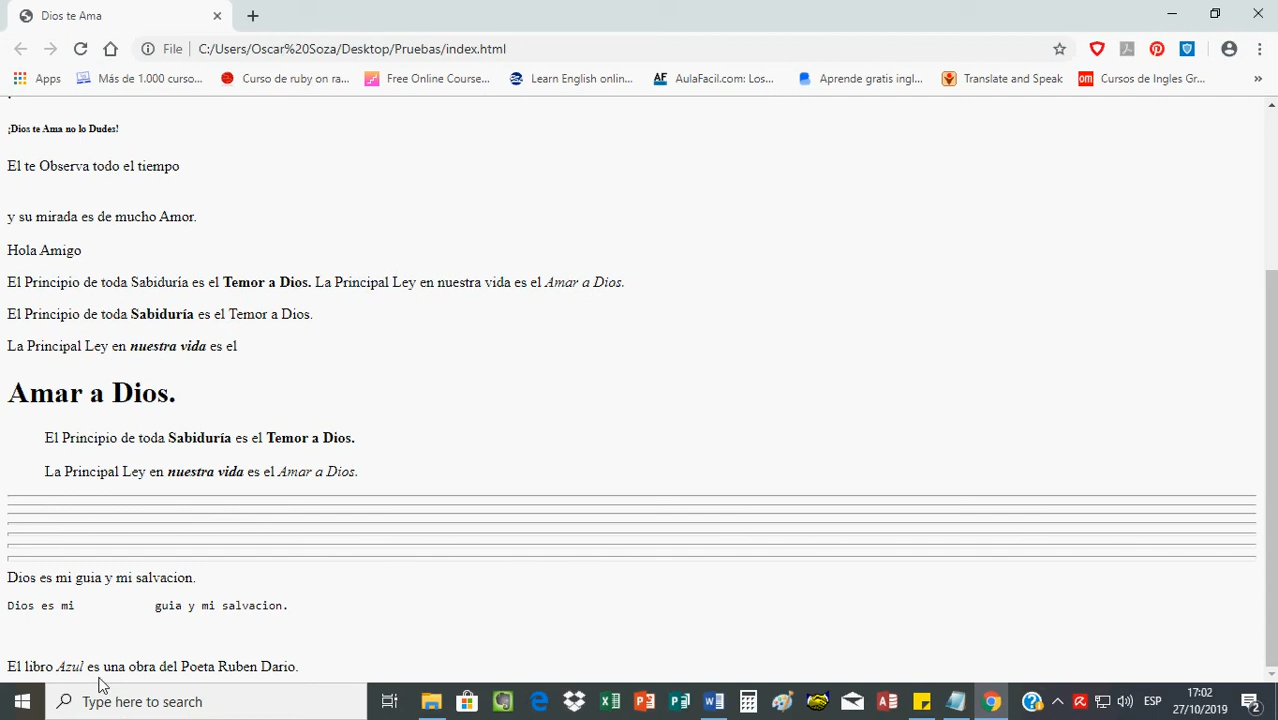 Dios te Ama
File
C:/Users/Oscar%20Soza/Desktop/Pruebas/index.html
Apps
Más de 1.000 curso...
Curso de ruby on ra...
Free Online Course...
Learn English onlin...
AulaFacil.com: Los...
Aprende gratis ingl...
Translate and Speak
Cursos de Ingles Gr...
¡Dios te Ama no lo Dudes!
El te Observa todo el tiempo
y su mirada es de mucho Amor.
Hola Amigo
El Principio de toda Sabiduría es el Temor a Dios. La Principal Ley en nuestra vida es el Amar a Dios.
El Principio de toda Sabiduría es el Temor a Dios.
La Principal Ley en nuestra vida es el
Amar a Dios.
El Principio de toda Sabiduría es el Temor a Dios.
La Principal Ley en nuestra vida es el Amar a Dios.
Dios es mi guia y mi salvacion.
Dios es mi            guia y mi salvacion.
El libro Azul es una obra del Poeta Ruben Dario.
Type here to search
ESP
17:02
27/10/2019
2